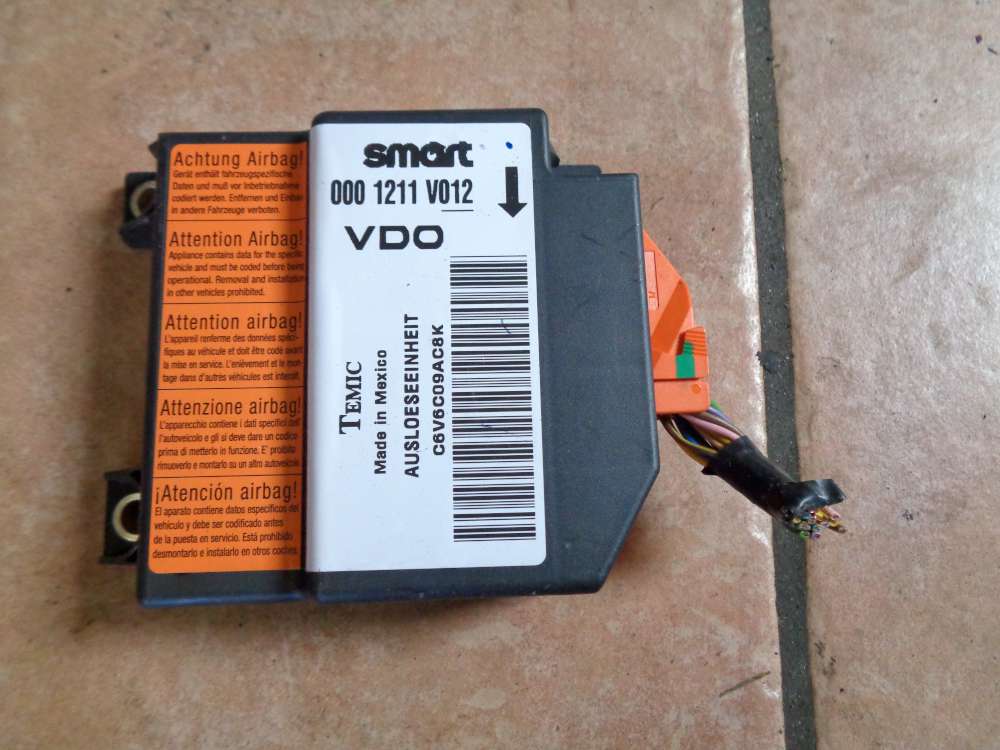 Achtung Airbag!
Gerät enthält fahrzeugspezifische
Daten und muß vor Inbetriebnahme
codiert werden. Entfernen und Einbau
in andere Fahrzeuge verboten.
Attention Airbag!
Appliance contains data for the specific
vehicle and must be coded before being
operational. Removal and installation
in other vehicles prohibited.
Attention airbag!
L'appareil renferme des données spéci-
fiques au véhicule et doit être codé avant
la mise en service. L'enlèvement et le mon-
tage dans d'autres véhicules est interdit.
Attenzione airbag!
L'apparecchio contiene i dati specifici dell'
l'autoveicolo e gli si deve dare un codice
prima di metterlo in funzione. E' proibito
rimuoverlo e montarlo su un altro autoveicolo.
¡Atención airbag!
El aparato contiene datos específicos del
vehículo y debe ser codificado antes
de la puesta en servicio. Está prohibido
desmontarlo e instalarlo en otros coches.
smart
000 1211 V012
VDO
TEMIC
Made in Mexico
AUSLOESEEINHEIT
C6V6C09AC8K